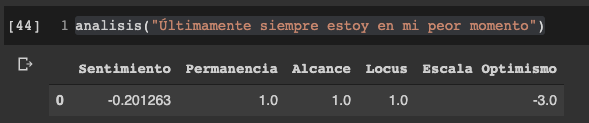 [44] 1 analisis("Últimamente siempre estoy en mi peor momento")
Sentimiento Permanencia Alcance Locus Escala Optimismo
0 -0.201263 1.0 1.0 1.0 -3.0